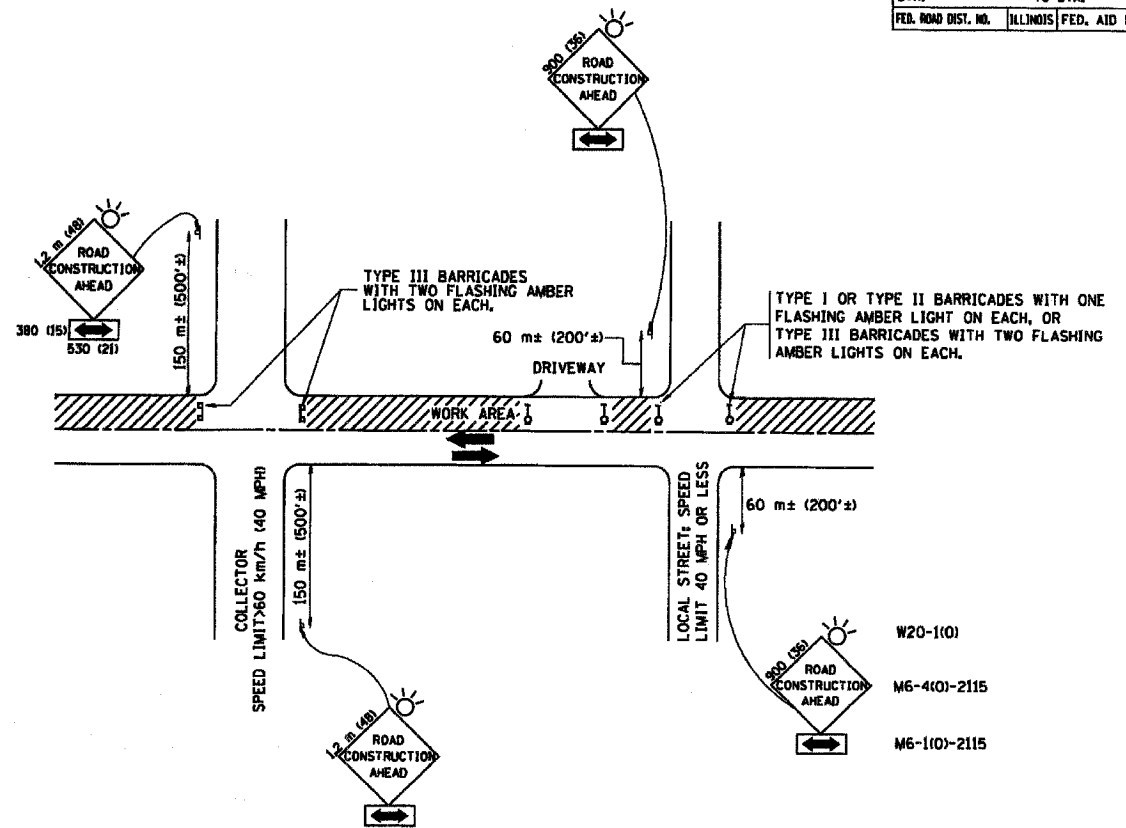 FED. ROAD DIST. NO. ILLINOIS FED. AID
900 (36)
ROAD
CONSTRUCTION
AHEAD
1.2 m (48)
ROAD
CONSTRUCTION
AHEAD
380 (15)
530 (21)
150 m± (500'±)
TYPE III BARRICADES
WITH TWO FLASHING AMBER
LIGHTS ON EACH.
60 m± (200'±)
DRIVEWAY
TYPE I OR TYPE II BARRICADES WITH ONE
FLASHING AMBER LIGHT ON EACH, OR
TYPE III BARRICADES WITH TWO FLASHING
AMBER LIGHTS ON EACH.
WORK AREA
COLLECTOR
SPEED LIMIT>60 km/h (40 MPH)
150 m± (500'±)
LOCAL STREET: SPEED
LIMIT 40 MPH OR LESS
60 m± (200'±)
900 (36)
ROAD
CONSTRUCTION
AHEAD
W20-1(O)
M6-4(O)-2115
M6-1(O)-2115
1.2 m (48)
ROAD
CONSTRUCTION
AHEAD